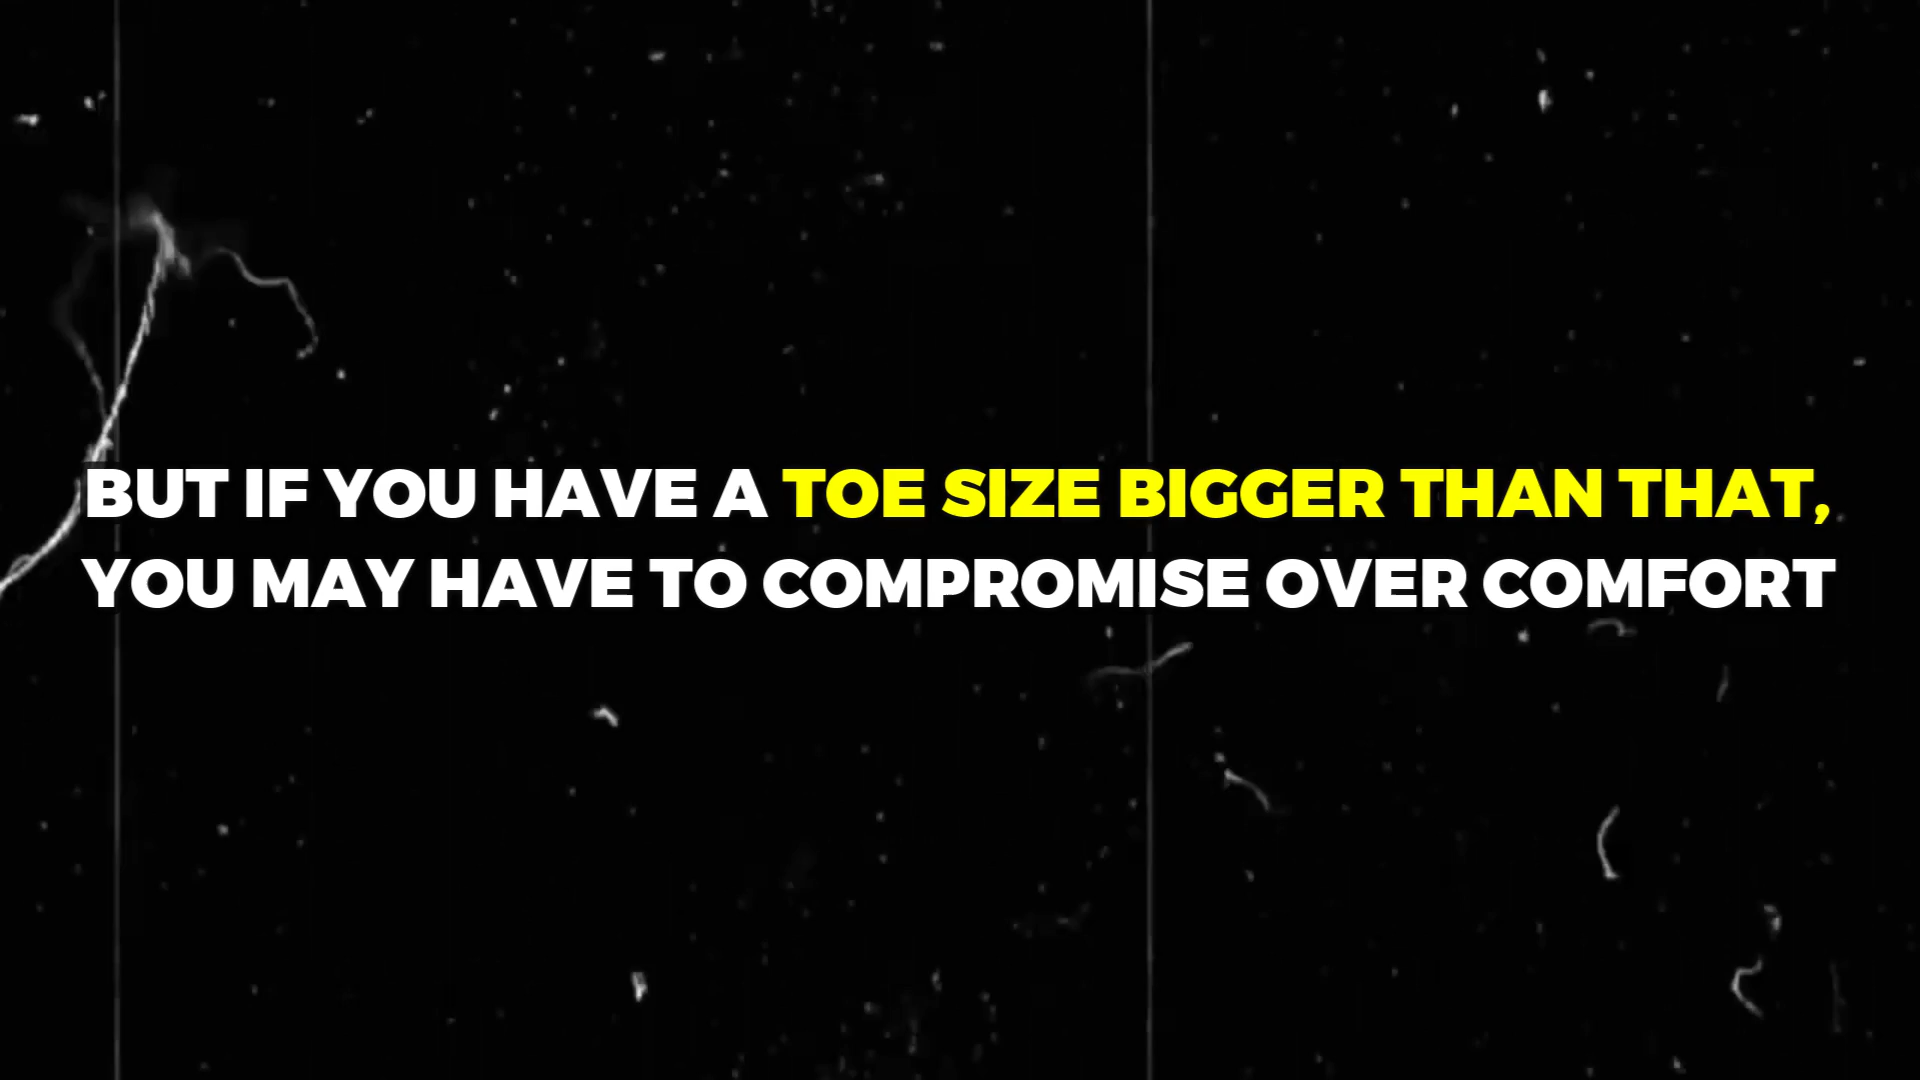 BUT IF YOU HAVE A TOE SIZE BIGGER THAN THAT,
YOU MAY HAVE TO COMPROMISE OVER COMFORT